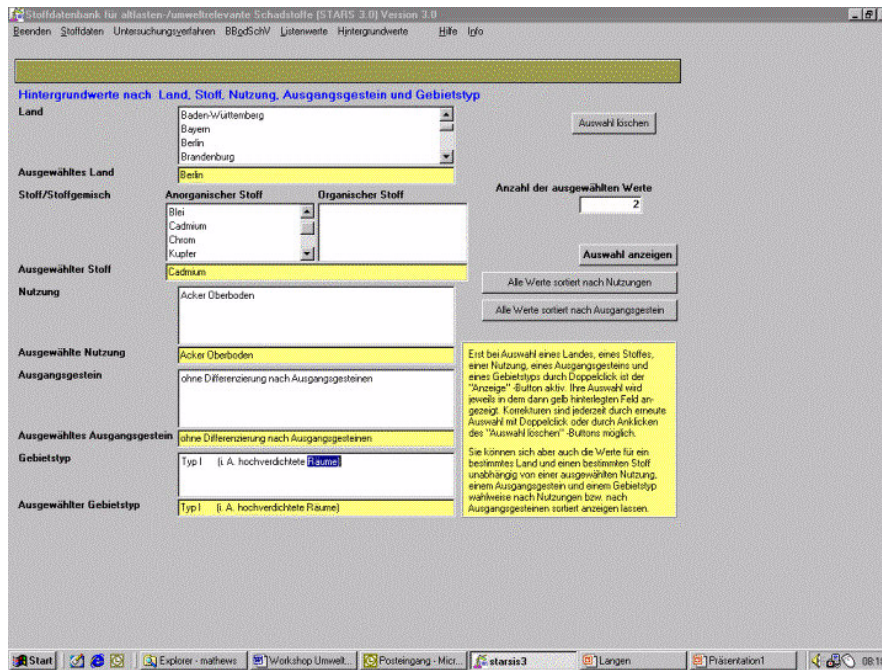 Stoffdatenbank für altlasten-/umweltrelevante Schadstoffe (STARS 3.0) Version 3.0
Beenden Stoffdaten Untersuchungsverfahren BBodSchV Listenwerte Hintergrundwerte Hilfe Info
Hintergrundwerte nach Land, Stoff, Nutzung, Ausgangsgestein und Gebietstyp
Land
Baden-Württemberg
Bayern
Berlin
Brandenburg
Auswahl löschen
Ausgewähltes Land
Berlin
Stoff/Stoffgemisch
Anorganischer Stoff
Organischer Stoff
Anzahl der ausgewählten Werte
2
Blei
Cadmium
Chrom
Kupfer
Auswahl anzeigen
Ausgewählter Stoff
Cadmium
Alle Werte sortiert nach Nutzungen
Nutzung
Acker Oberboden
Alle Werte sortiert nach Ausgangsgestein
Ausgewählte Nutzung
Acker Oberboden
Ausgangsgestein
ohne Differenzierung nach Ausgangsgesteinen
Ausgewähltes Ausgangsgestein
ohne Differenzierung nach Ausgangsgesteinen
Gebietstyp
Typ I (i. A. hochverdichtete Räume)
Ausgewählter Gebietstyp
Typ I (i. A. hochverdichtete Räume)
Erst bei Auswahl eines Landes, eines Stoffes,
einer Nutzung, eines Ausgangsgesteins und
eines Gebietstyps durch Doppelclick ist der
"Anzeige" -Button aktiv. Ihre Auswahl wird
jeweils in dem dann gelb hinterlegten Feld an-
gezeigt. Korrekturen sind jederzeit durch erneute
Auswahl mit Doppelclick oder durch Anklicken
des "Auswahl löschen" -Buttons möglich.
Sie können sich aber auch die Werte für ein
bestimmtes Land und einen bestimmten Stoff
unabhängig von einer ausgewählten Nutzung,
einem Ausgangsgestein und einem Gebietstyp
wahlweise nach Nutzungen bzw. nach
Ausgangsgesteinen sortiert anzeigen lassen.
Start Explorer - mathews Workshop Umwelt... Posteingang - Micr... starsis3 Langen Präsentation1